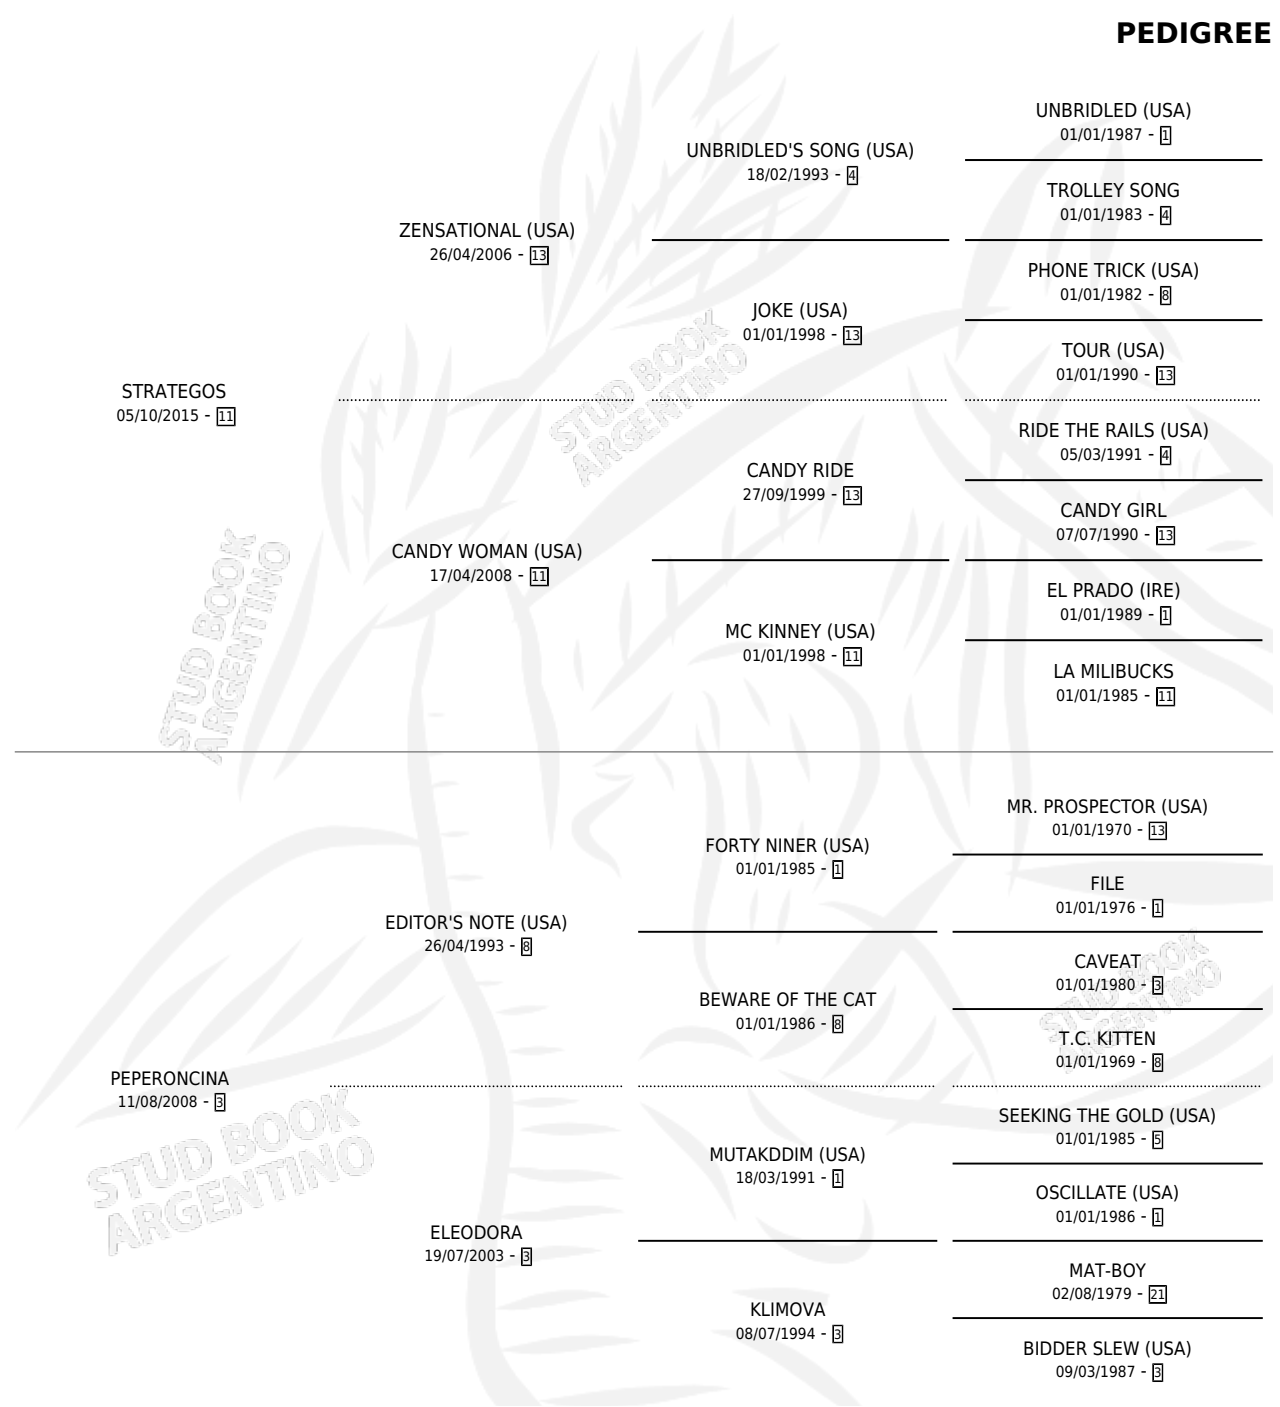 PEDIGREE
UNBRIDLED (USA)
01/01/1987 - 1
UNBRIDLED'S SONG (USA)
18/02/1993 - 4
TROLLEY SONG
01/01/1983 - 4
ZENSATIONAL (USA)
26/04/2006 - 13
PHONE TRICK (USA)
01/01/1982 - 8
JOKE (USA)
01/01/1998 - 13
TOUR (USA)
01/01/1990 - 13
STRATEGOS
05/10/2015 - 11
RIDE THE RAILS (USA)
05/03/1991 - 4
CANDY RIDE
27/09/1999 - 13
CANDY GIRL
07/07/1990 - 13
CANDY WOMAN (USA)
17/04/2008 - 11
EL PRADO (IRE)
01/01/1989 - 1
MC KINNEY (USA)
01/01/1998 - 11
LA MILIBUCKS
01/01/1985 - 11
MR. PROSPECTOR (USA)
01/01/1970 - 13
FORTY NINER (USA)
01/01/1985 - 1
FILE
01/01/1976 - 1
EDITOR'S NOTE (USA)
26/04/1993 - 8
CAVEAT
01/01/1980 - 3
BEWARE OF THE CAT
01/01/1986 - 8
T.C. KITTEN
01/01/1969 - 8
PEPERONCINA
11/08/2008 - 3
SEEKING THE GOLD (USA)
01/01/1985 - 5
MUTAKDDIM (USA)
18/03/1991 - 1
OSCILLATE (USA)
01/01/1986 - 1
ELEODORA
19/07/2003 - 3
MAT-BOY
02/08/1979 - 21
KLIMOVA
08/07/1994 - 3
BIDDER SLEW (USA)
09/03/1987 - 3
STUD BOOK
ARGENTINO
STUD BOOK
ARGENTINO
STUD BOOK
ARGENTINO
STUD BOOK
ARGENTINO